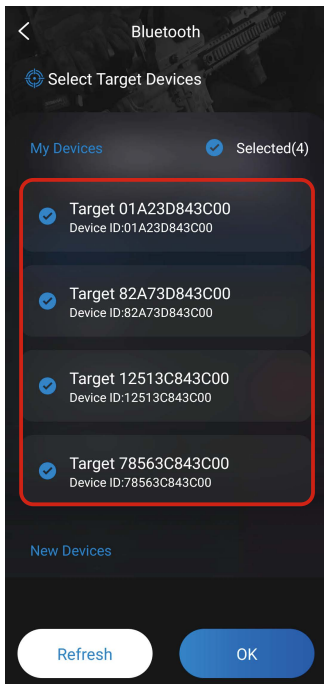 Bluetooth
Select Target Devices
My Devices
Selected(4)
Target 01A23D843C00
Device ID:01A23D843C00
Target 82A73D843C00
Device ID:82A73D843C00
Target 12513C843C00
Device ID:12513C843C00
Target 78563C843C00
Device ID:78563C843C00
New Devices
Refresh
OK